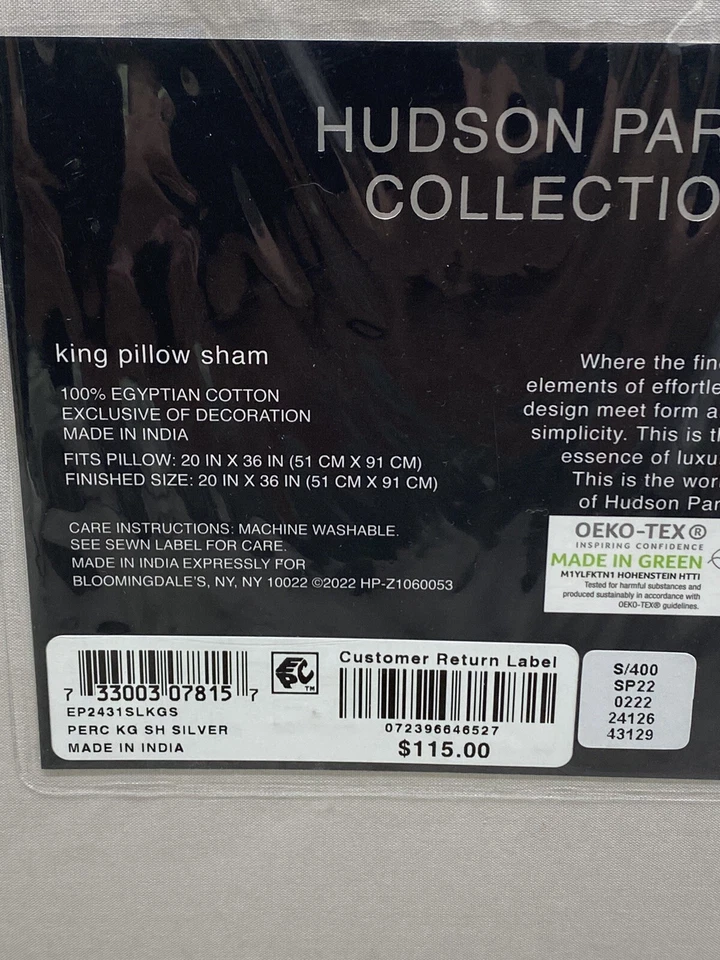 HUDSON PAR
COLLECTIO
king pillow sham
100% EGYPTIAN COTTON
EXCLUSIVE OF DECORATION
MADE IN INDIA
FITS PILLOW: 20 IN X 36 IN (51 CM X 91 CM)
FINISHED SIZE: 20 IN X 36 IN (51 CM X 91 CM)
CARE INSTRUCTIONS: MACHINE WASHABLE.
SEE SEWN LABEL FOR CARE.
MADE IN INDIA EXPRESSLY FOR
BLOOMINGDALE'S, NY, NY 10022 ©2022 HP-Z1060053
Where the fin
elements of effortle
design meet form a
simplicity. This is t
essence of luxu
This is the wor
of Hudson Par
OEKO-TEX®
INSPIRING CONFIDENCE
MADE IN GREEN
M1YLFKTN1 HOHENSTEIN HTTI
Tested for harmful substances and
produced sustainably in accordance with
OEKO-TEX® guidelines.
7 33003 07815 7
EP2431SLKGS
PERC KG SH SILVER
MADE IN INDIA
EPC TM
Customer Return Label
072396646527
$115.00
S/400
SP22
0222
24126
43129